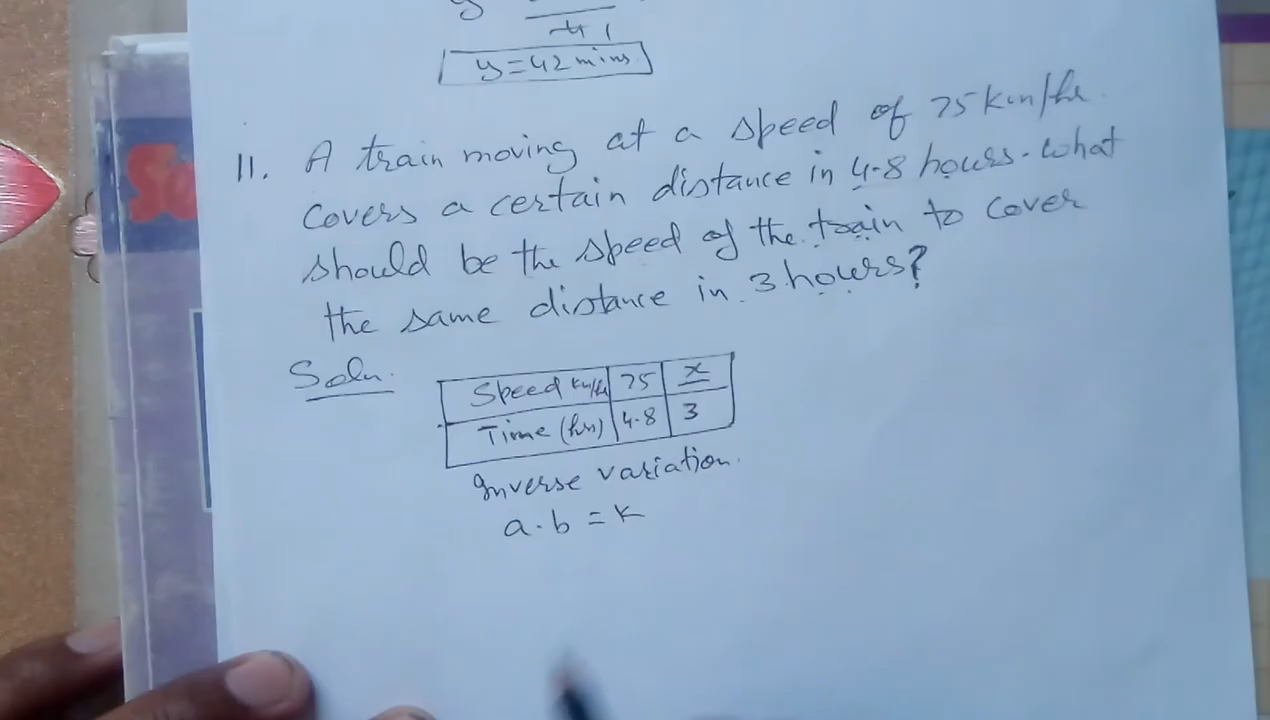 y
y=42 mins
11. A train moving at a speed of 75 km/hr
covers a certain distance in 4.8 hours. What
should be the speed of the train to cover
the same distance in 3 hours?
Soln.
Speed km/hr 75 x
Time (hrs) 4.8 3
Inverse variation.
a.b = k